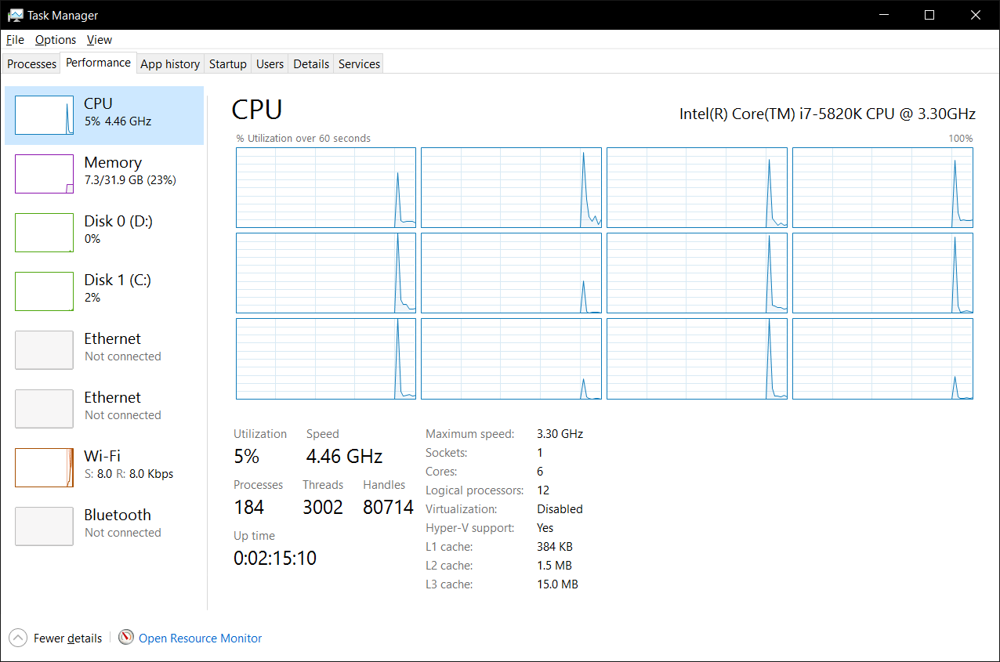 Task Manager
File Options View
Processes Performance App history Startup Users Details Services
CPU
5% 4.46 GHz
Memory
7.3/31.9 GB (23%)
Disk 0 (D:)
0%
Disk 1 (C:)
2%
Ethernet
Not connected
Ethernet
Not connected
Wi-Fi
S: 8.0 R: 8.0 Kbps
Bluetooth
Not connected
CPU
Intel(R) Core(TM) i7-5820K CPU @ 3.30GHz
% Utilization over 60 seconds 100%
Utilization Speed
5% 4.46 GHz
Processes Threads Handles
184 3002 80714
Up time
0:02:15:10
Maximum speed: 3.30 GHz
Sockets: 1
Cores: 6
Logical processors: 12
Virtualization: Disabled
Hyper-V support: Yes
L1 cache: 384 KB
L2 cache: 1.5 MB
L3 cache: 15.0 MB
Fewer details Open Resource Monitor